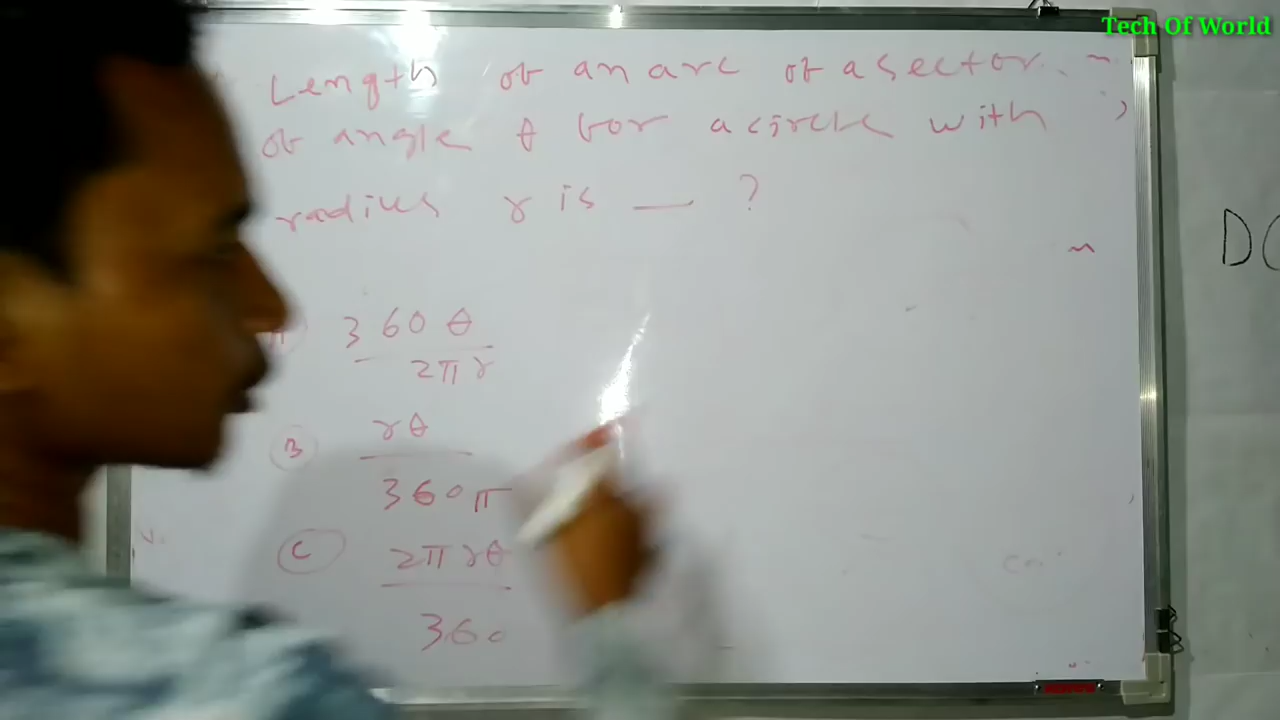 Tech Of World
Length of an arc of a sector
of angle θ for a circle with
radius r is __ ?
360 θ
2πr
B rθ
360π
C 2πrθ
360